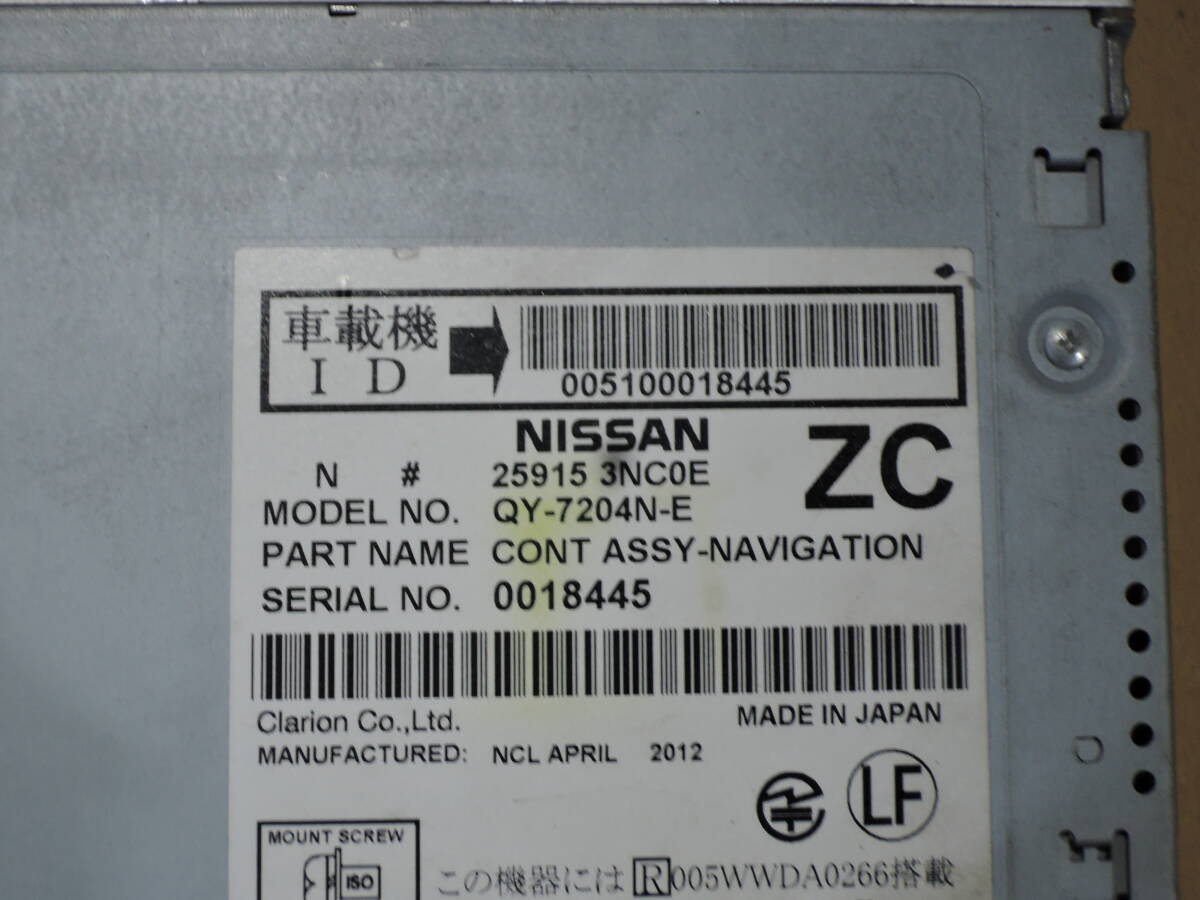 車載機
ID
005100018445
NISSAN
ZC
N # 25915 3NC0E
MODEL NO. QY-7204N-E
PART NAME CONT ASSY-NAVIGATION
SERIAL NO. 0018445
Clarion Co.,Ltd. MADE IN JAPAN
MANUFACTURED: NCL APRIL 2012
LF
MOUNT SCREW
ISO
この機器には R005WWDA0266搭載